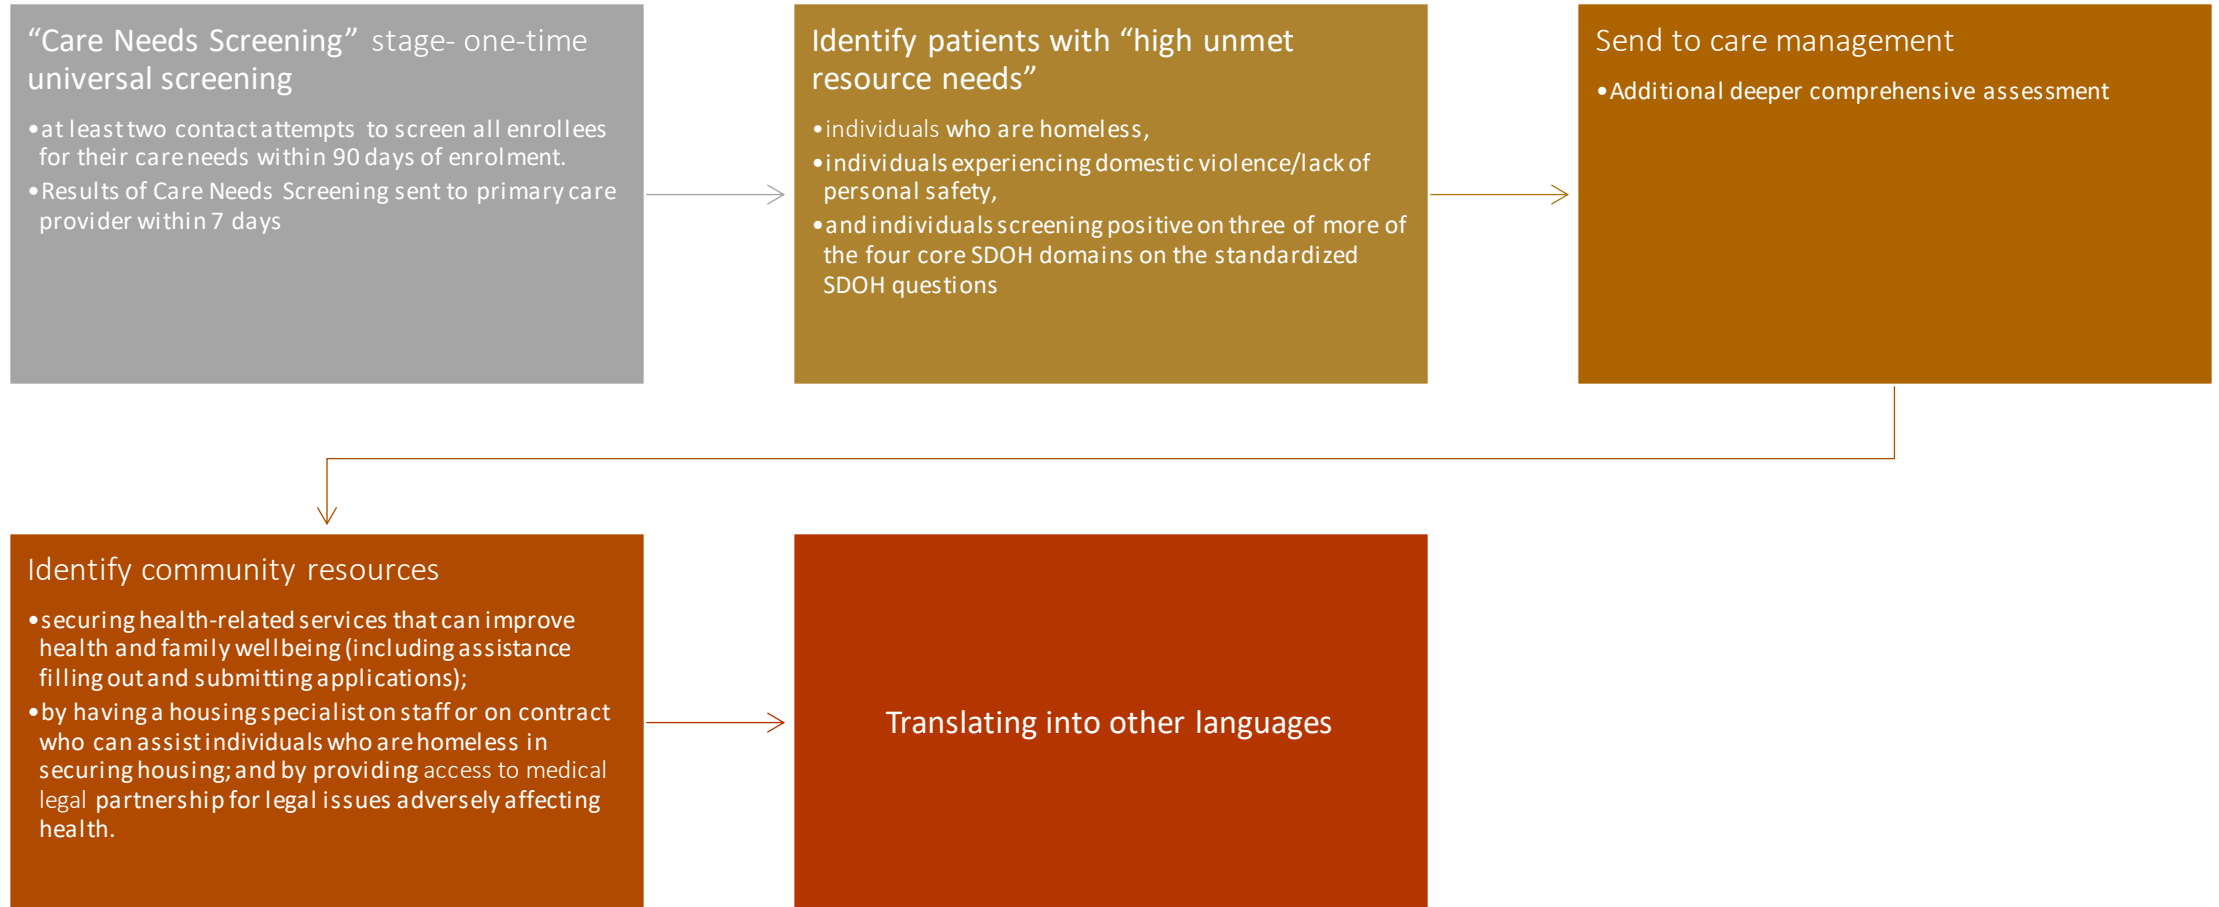 “Care Needs Screening” stage- one-time
universal screening
•at least two contact attempts to screen all enrollees
for their care needs within 90 days of enrolment.
•Results of Care Needs Screening sent to primary care
provider within 7 days
Identify patients with “high unmet
resource needs”
•individuals who are homeless,
•individuals experiencing domestic violence/lack of
personal safety,
•and individuals screening positive on three of more of
the four core SDOH domains on the standardized
SDOH questions
Send to care management
•Additional deeper comprehensive assessment
Identify community resources
•securing health-related services that can improve
health and family wellbeing (including assistance
filling out and submitting applications);
•by having a housing specialist on staff or on contract
who can assist individuals who are homeless in
securing housing; and by providing access to medical
legal partnership for legal issues adversely affecting
health.
Translating into other languages